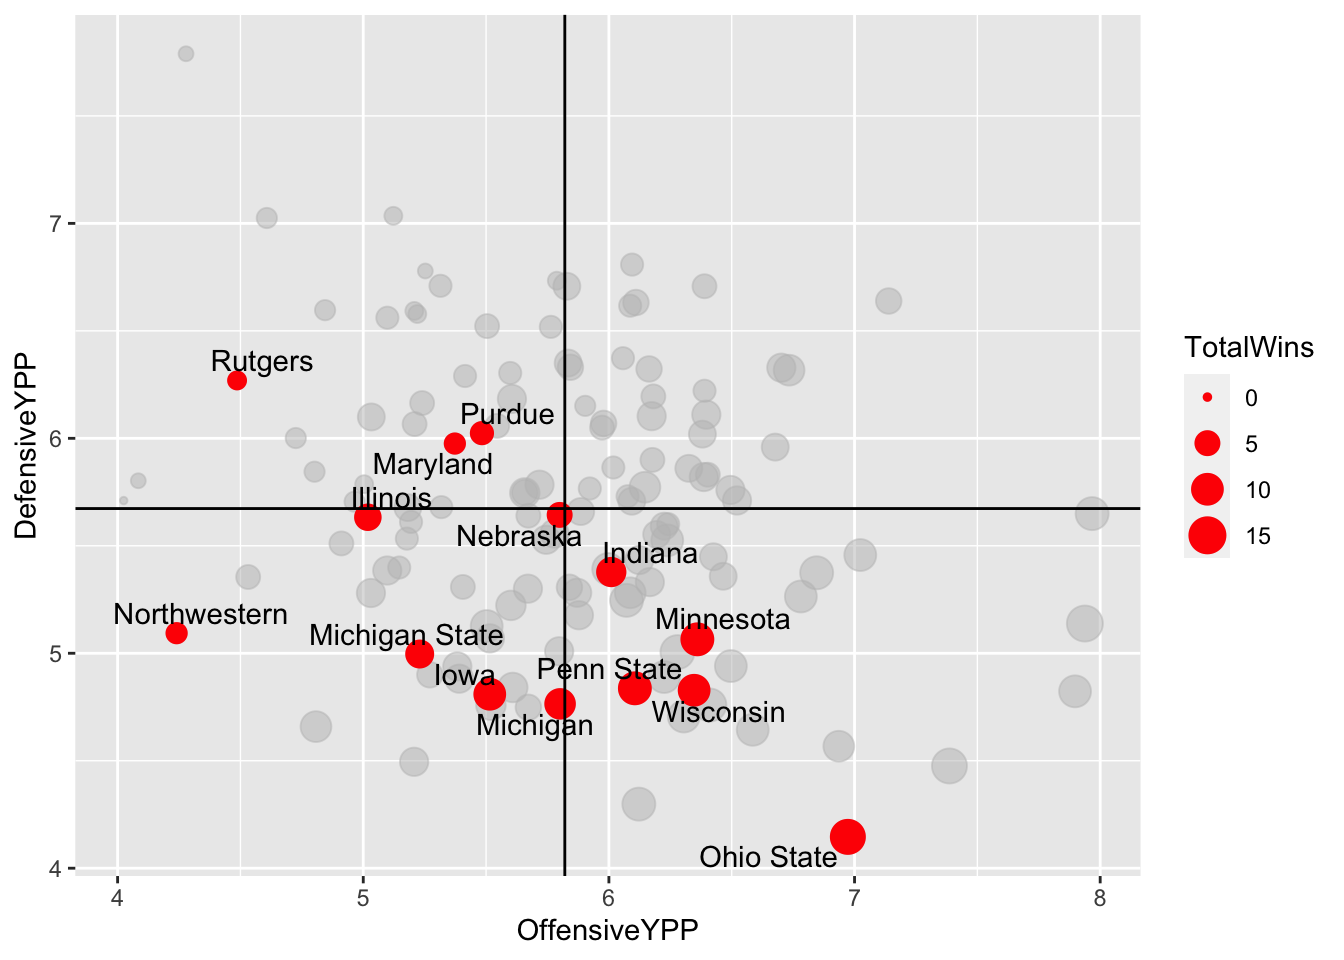 7
6
5
4
DefensiveYPP
Rutgers
Purdue
Maryland
Illinois
Nebraska
Indiana
Northwestern
Minnesota
Michigan State
Penn State
Iowa
Wisconsin
Michigan
Ohio State
4
5
6
7
8
OffensiveYPP
TotalWins
0
5
10
15